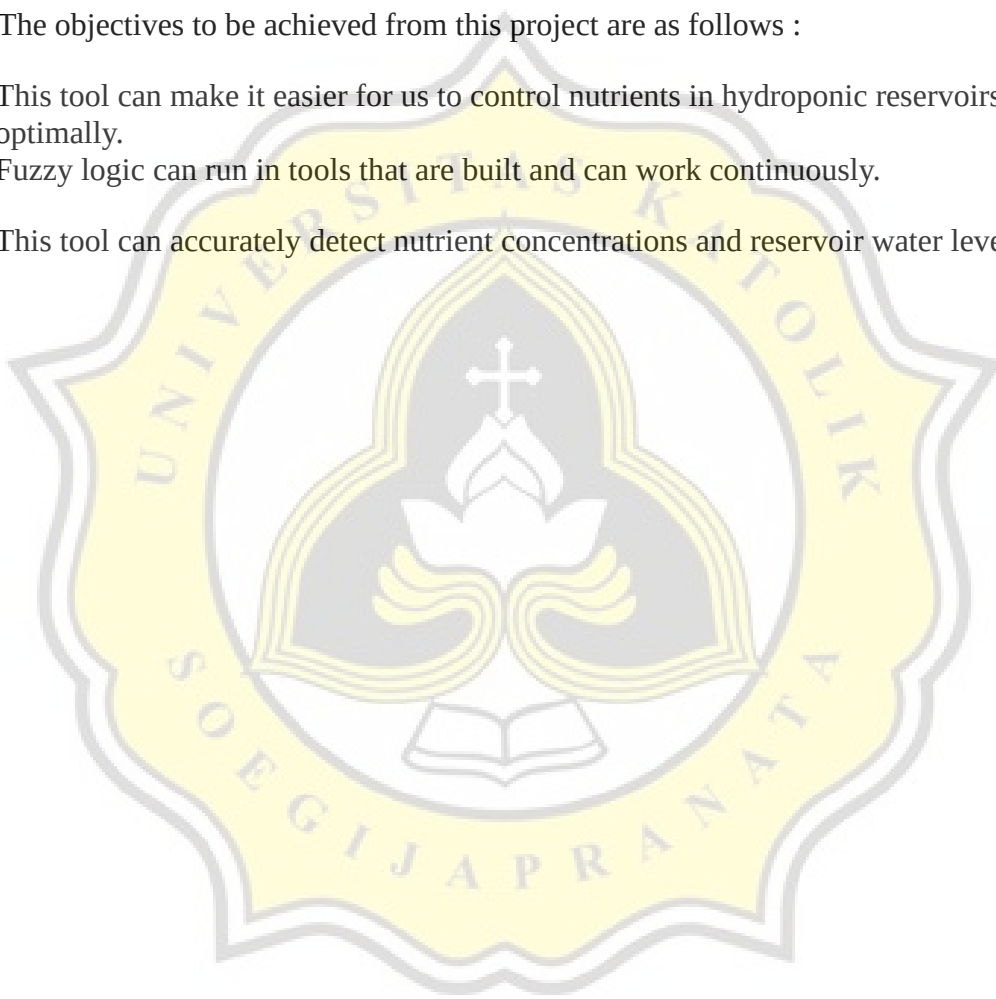 The objectives to be achieved from this project are as follows :
This tool can make it easier for us to control nutrients in hydroponic reservoirs
optimally.
Fuzzy logic can run in tools that are built and can work continuously.
This tool can accurately detect nutrient concentrations and reservoir water leve
UNIVERSITAS KATOLIK
SOEGIJAPRANATA